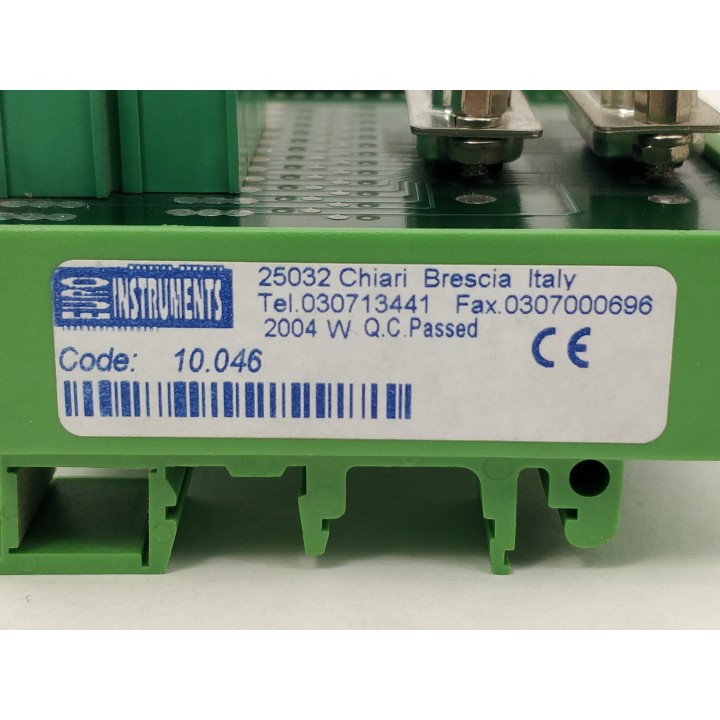 EURO
INSTRUMENTS
25032 Chiari Brescia Italy
Tel.030713441 Fax.0307000696
2004 W Q.C.Passed
CE
Code: 10.046